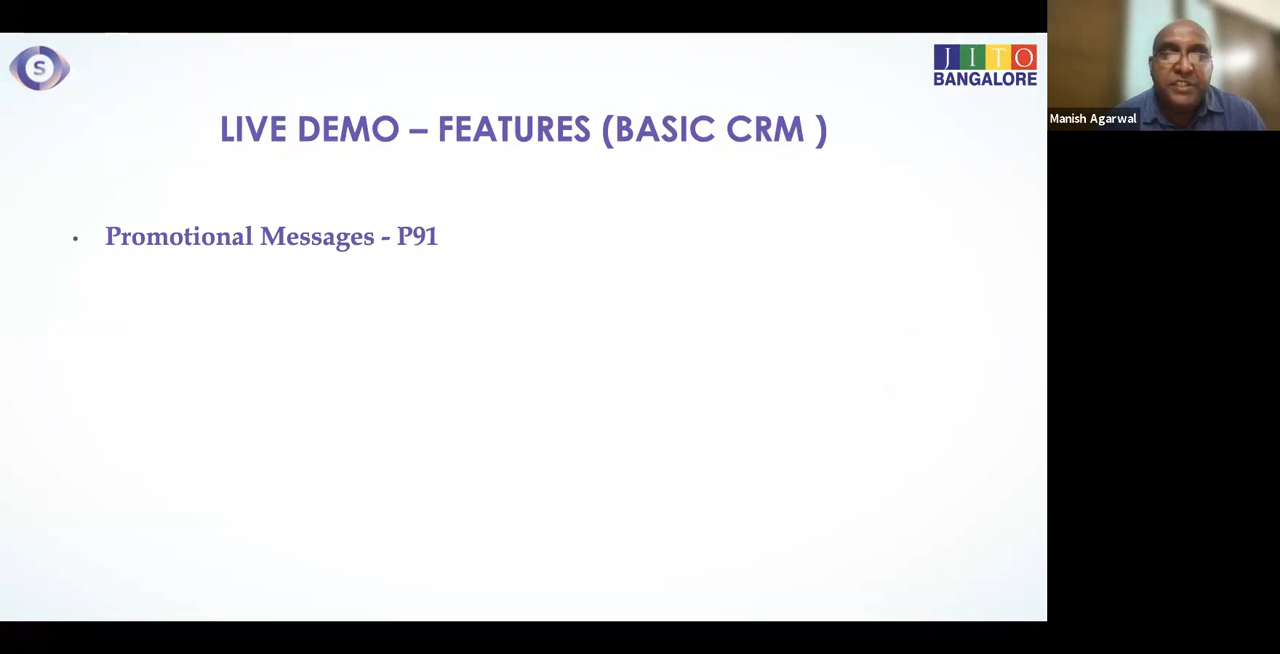 S
JITO
BANGALORE
Manish Agarwal
LIVE DEMO – FEATURES (BASIC CRM )
• Promotional Messages - P91